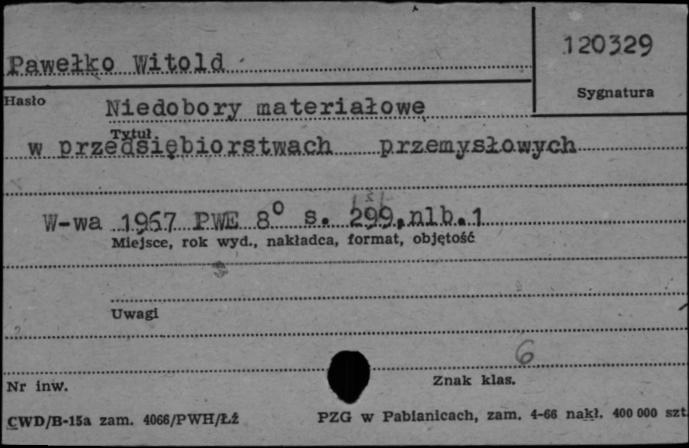 Pawełko Witold
120329
Hasło
Sygnatura
Niedobory materiałowe
Tytuł
w przedsiębiorstwach przemysłowych
W-wa 1967 PWE 8° s. 299, nlb. 1
Miejsce, rok wyd., nakładca, format, objętość
Uwagi
6
Nr inw.
Znak klas.
CWD/B-15a zam. 4066/PWH/Łź
PZG w Pabianicach, zam. 4-66 nakł. 400 000 szt.